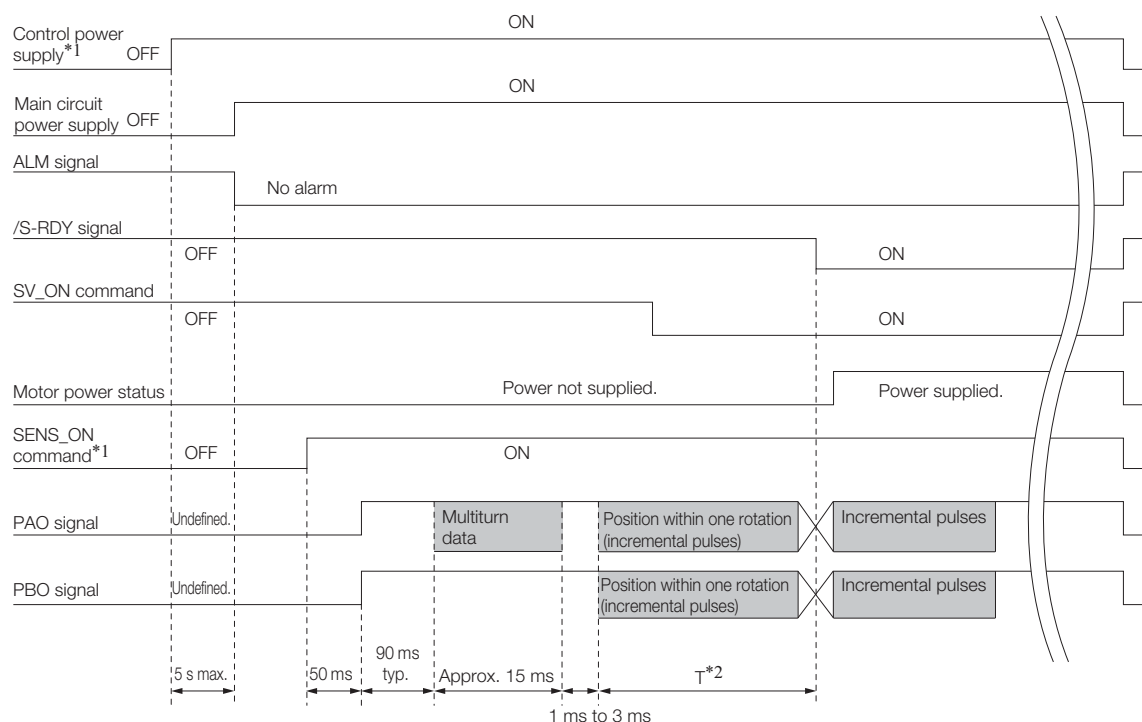 ON
Control power
supply*1 OFF
ON
Main circuit
power supply OFF
ALM signal
No alarm
/S-RDY signal
OFF ON
SV_ON command
OFF ON
Motor power status Power not supplied. Power supplied.
SENS_ON
command*1 OFF ON
PAO signal Undefined. Multiturn
data Position within one rotation
(incremental pulses) Incremental pulses
PBO signal Undefined. Position within one rotation
(incremental pulses) Incremental pulses
5 s max. 50 ms 90 ms
typ. Approx. 15 ms T*2
1 ms to 3 ms